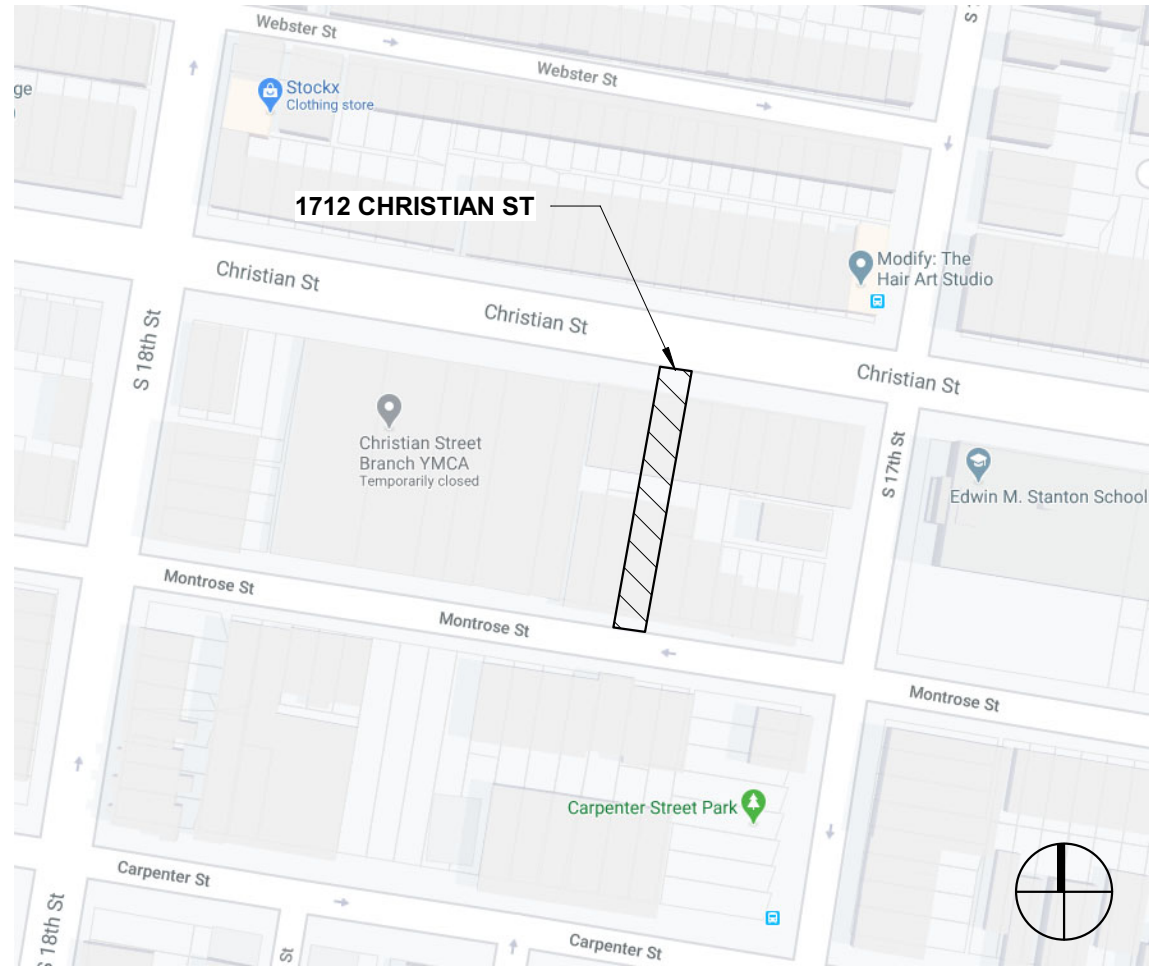 Webster St
S
Webster St
ge
Stockx
Clothing store
1712 CHRISTIAN ST
Modify: The
Hair Art Studio
Christian St
Christian St
S 18th St
Christian St
Christian Street
Branch YMCA
Temporarily closed
S 17th St
Edwin M. Stanton School
Montrose St
Montrose St
Montrose St
Carpenter Street Park
Carpenter St
S 18th St
St
Carpenter St